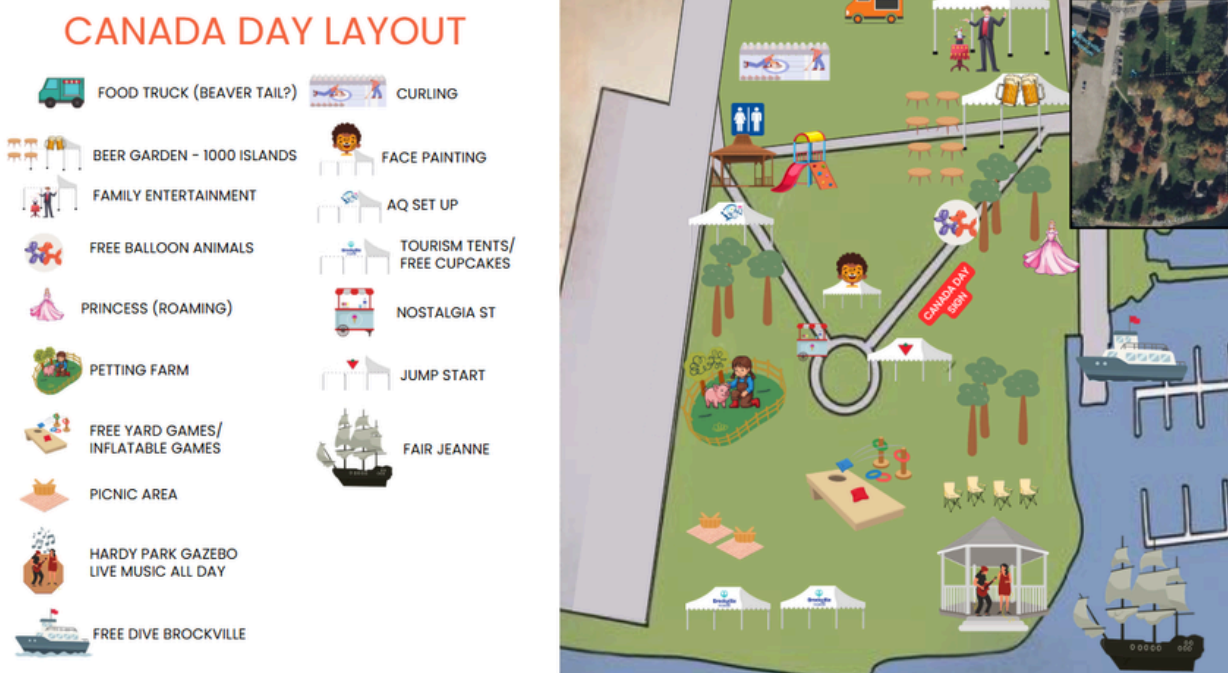 CANADA DAY LAYOUT
FOOD TRUCK (BEAVER TAIL?)
BEER GARDEN - 1000 ISLANDS
FAMILY ENTERTAINMENT
FREE BALLOON ANIMALS
PRINCESS (ROAMING)
PETTING FARM
FREE YARD GAMES/
INFLATABLE GAMES
PICNIC AREA
HARDY PARK GAZEBO
LIVE MUSIC ALL DAY
FREE DIVE BROCKVILLE
CURLING
FACE PAINTING
AQ SET UP
TOURISM TENTS/
FREE CUPCAKES
NOSTALGIA ST
JUMP START
FAIR JEANNE
CANADA DAY
SIGN
Brockville
Brockville